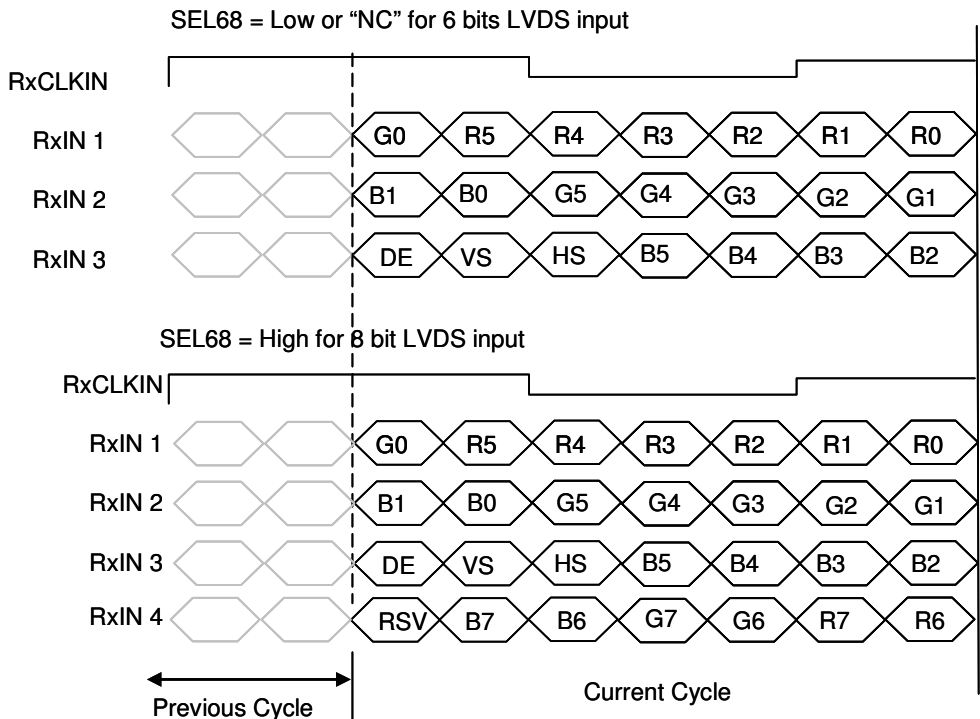 SEL68 = Low or “NC” for 6 bits LVDS input
RxCLKIN
RxIN 1 G0 R5 R4 R3 R2 R1 R0
RxIN 2 B1 B0 G5 G4 G3 G2 G1
RxIN 3 DE VS HS B5 B4 B3 B2
SEL68 = High for 8 bit LVDS input
RxCLKIN
RxIN 1 G0 R5 R4 R3 R2 R1 R0
RxIN 2 B1 B0 G5 G4 G3 G2 G1
RxIN 3 DE VS HS B5 B4 B3 B2
RxIN 4 RSV B7 B6 G7 G6 R7 R6
Previous Cycle Current Cycle